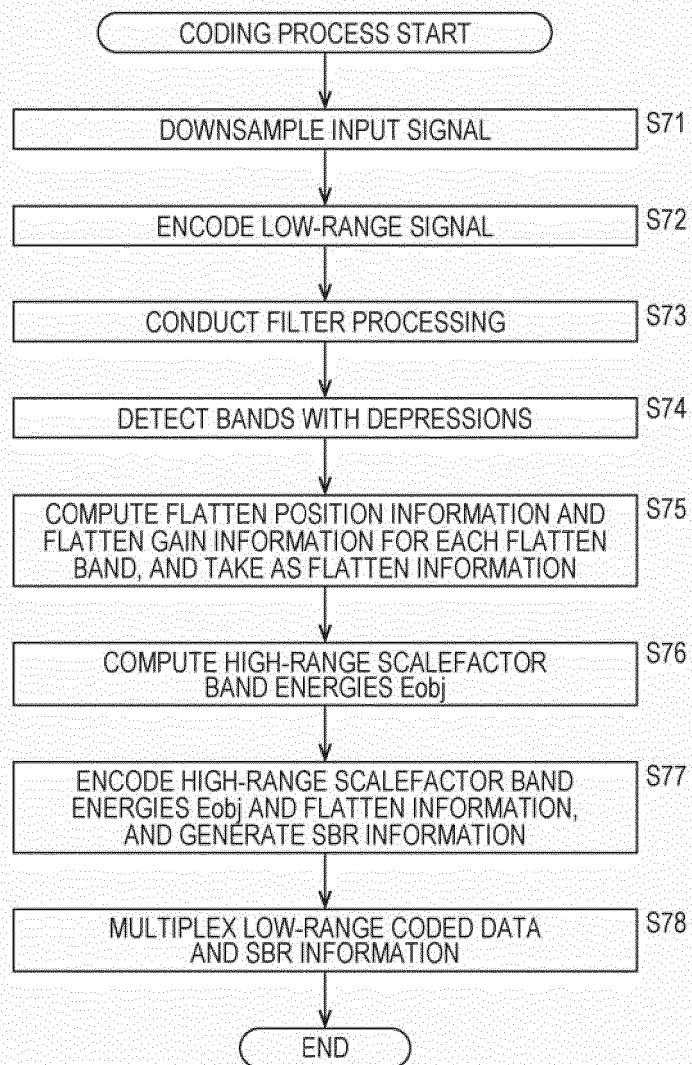 CODING PROCESS START
S71
DOWNSAMPLE INPUT SIGNAL
S72
ENCODE LOW-RANGE SIGNAL
S73
CONDUCT FILTER PROCESSING
S74
DETECT BANDS WITH DEPRESSIONS
S75
COMPUTE FLATTEN POSITION INFORMATION AND
FLATTEN GAIN INFORMATION FOR EACH FLATTEN
BAND, AND TAKE AS FLATTEN INFORMATION
S76
COMPUTE HIGH-RANGE SCALEFACTOR
BAND ENERGIES Eobj
S77
ENCODE HIGH-RANGE SCALEFACTOR BAND
ENERGIES Eobj AND FLATTEN INFORMATION,
AND GENERATE SBR INFORMATION
S78
MULTIPLEX LOW-RANGE CODED DATA
AND SBR INFORMATION
END